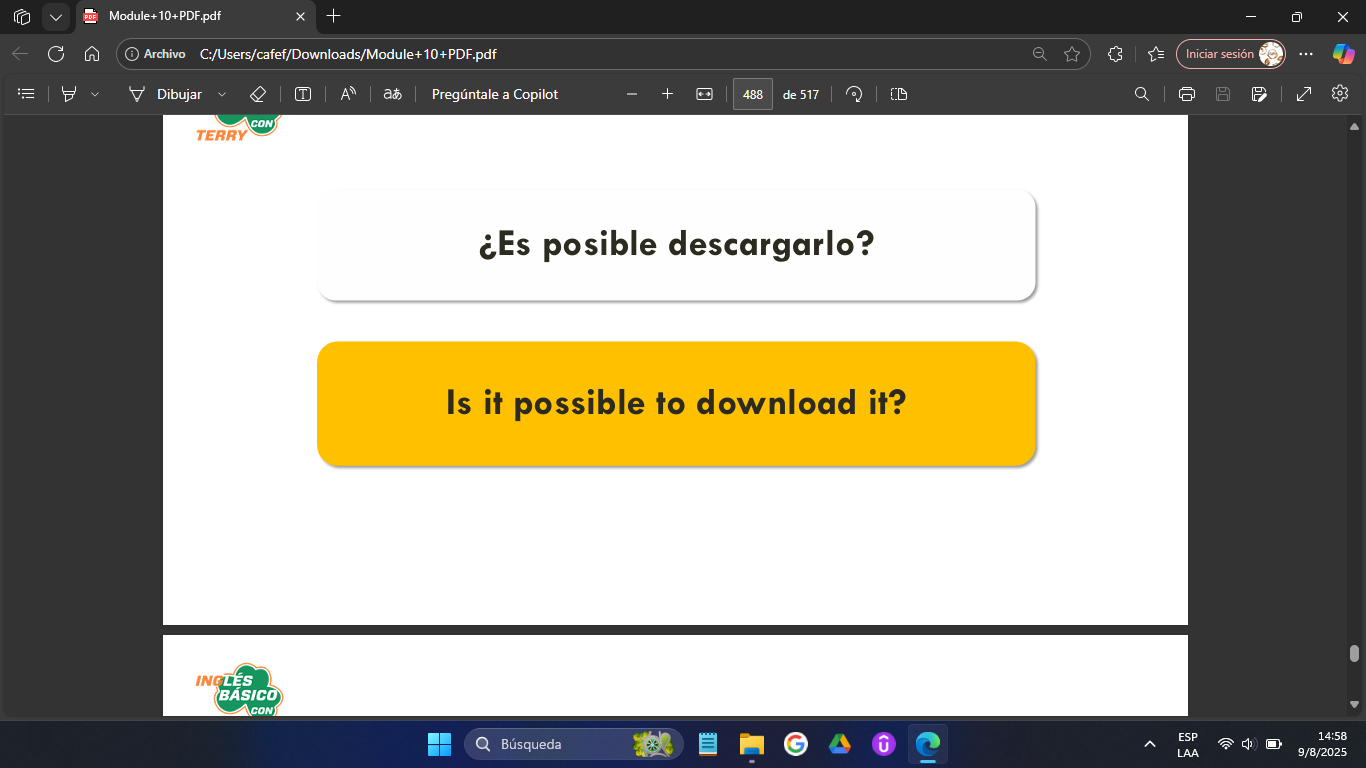 Module+10+PDF.pdf
Archivo C:/Users/cafef/Downloads/Module+10+PDF.pdf
Iniciar sesión
Dibujar
aあ
Pregúntale a Copilot
488 de 517
CON
TERRY
¿Es posible descargarlo?
Is it possible to download it?
INGLÉS
BÁSICO
CON
Búsqueda
ESP
LAA
14:58
9/8/2025